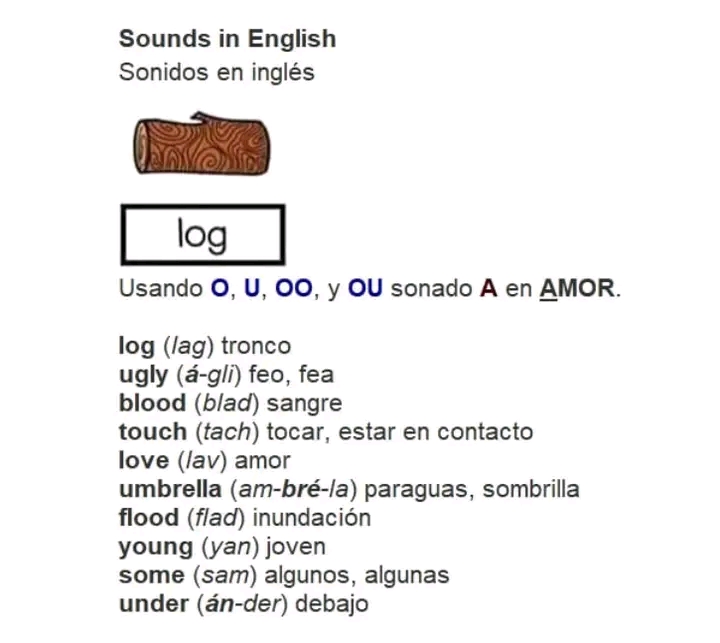 Sounds in English
Sonidos en inglés
log
Usando O, U, OO, y OU sonado A en AMOR.
log (lag) tronco
ugly (á-gli) feo, fea
blood (blad) sangre
touch (tach) tocar, estar en contacto
love (lav) amor
umbrella (am-bré-la) paraguas, sombrilla
flood (flad) inundación
young (yan) joven
some (sam) algunos, algunas
under (án-der) debajo